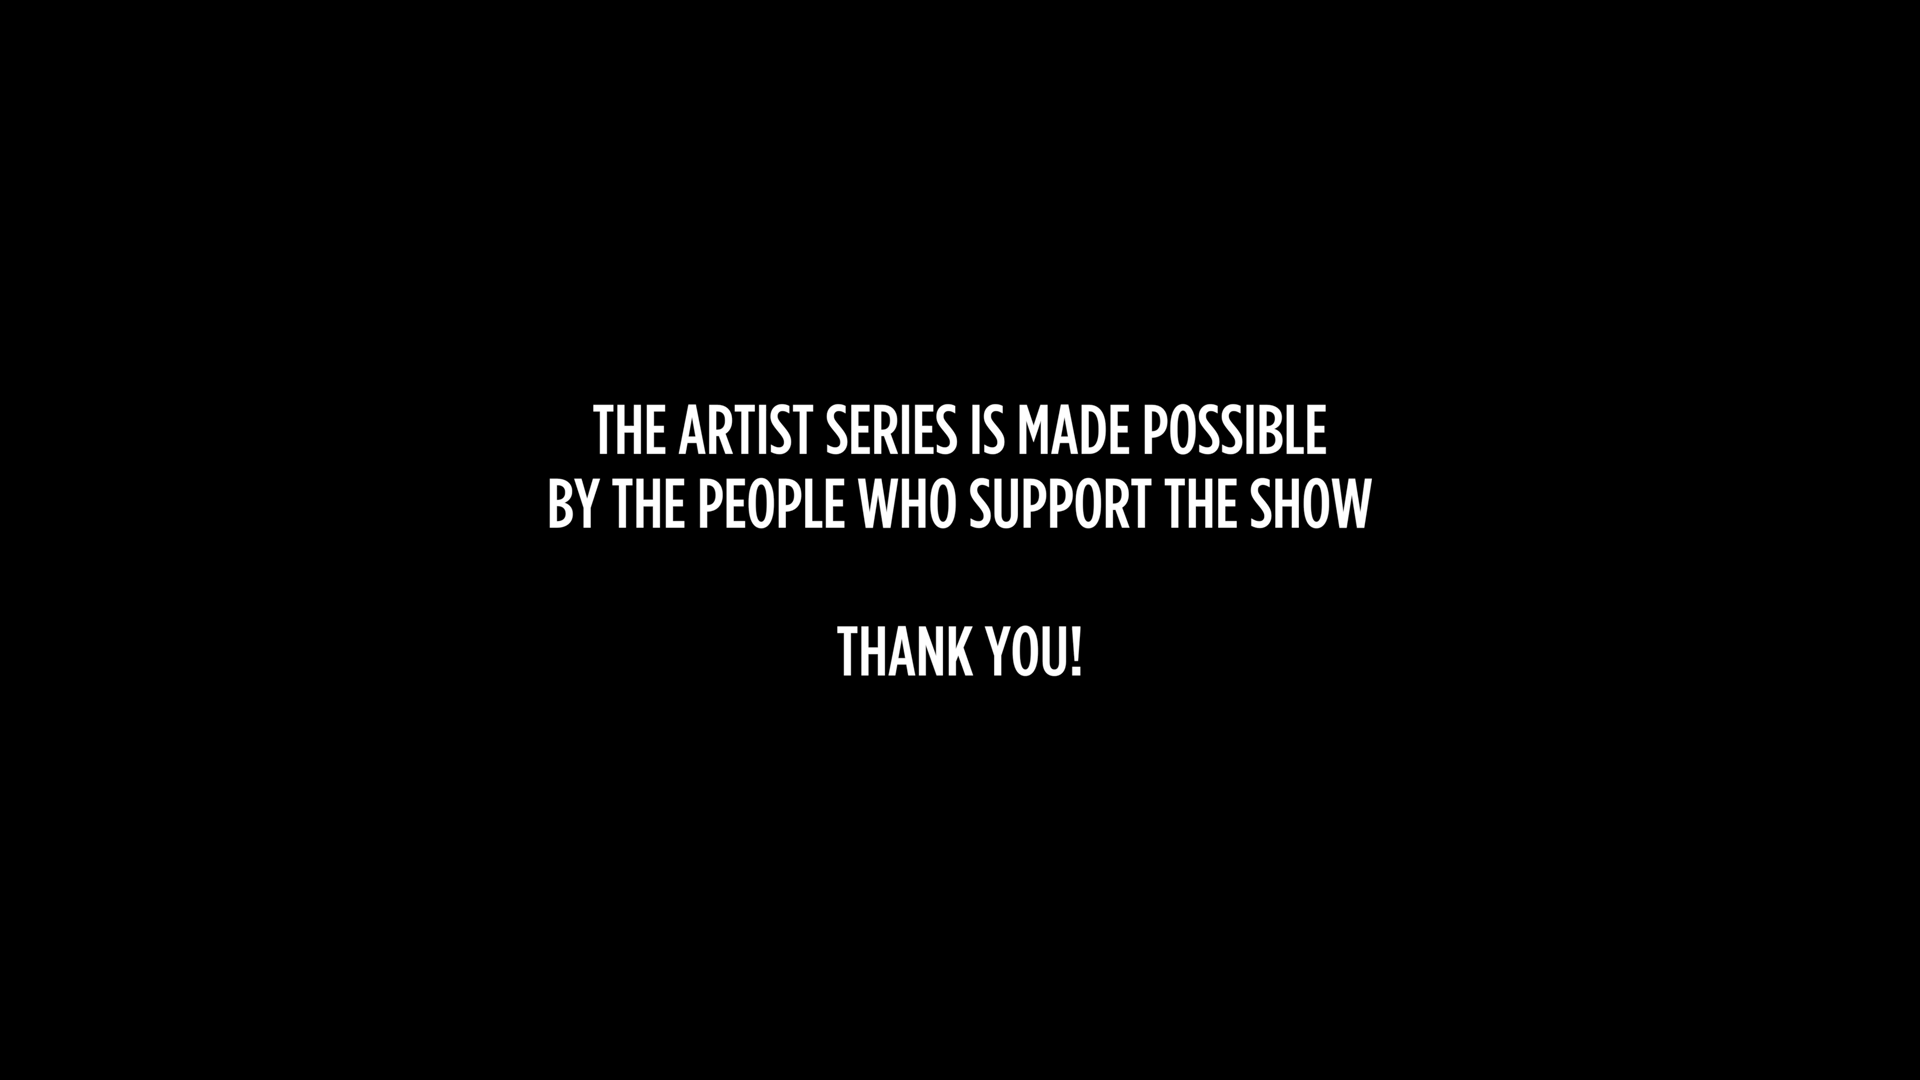 THE ARTIST SERIES IS MADE POSSIBLE
BY THE PEOPLE WHO SUPPORT THE SHOW
THANK YOU!